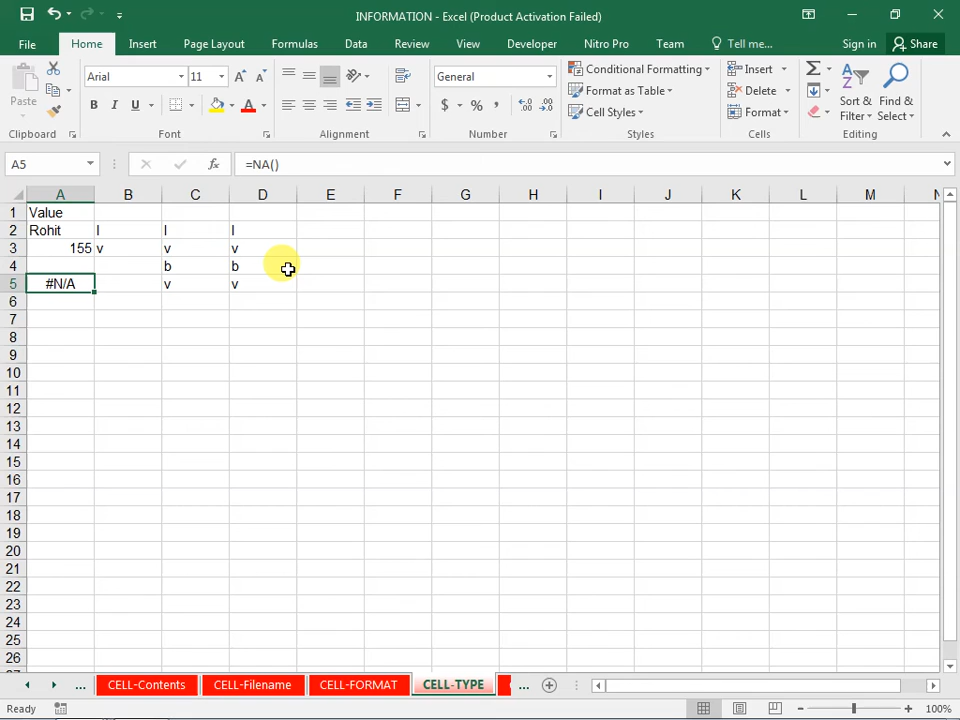 INFORMATION - Excel (Product Activation Failed)
File Home Insert Page Layout Formulas Data Review View Developer Nitro Pro Team Tell me... Sign in Share
Paste
Arial 11
General
Conditional Formatting
Format as Table
Cell Styles
Insert
Delete
Format
Sort & Filter
Find & Select
Clipboard Font Alignment Number Styles Cells Editing
A5 fx =NA()
A B C D E F G H I J K L M N
1 Value
2 Rohit l l l
3 155 v v v
4 b b
5 #N/A v v
6
7
8
9
10
11
12
13
14
15
16
17
18
19
20
21
22
23
24
25
26
... CELL-Contents CELL-Filename CELL-FORMAT CELL-TYPE ...
Ready 100%